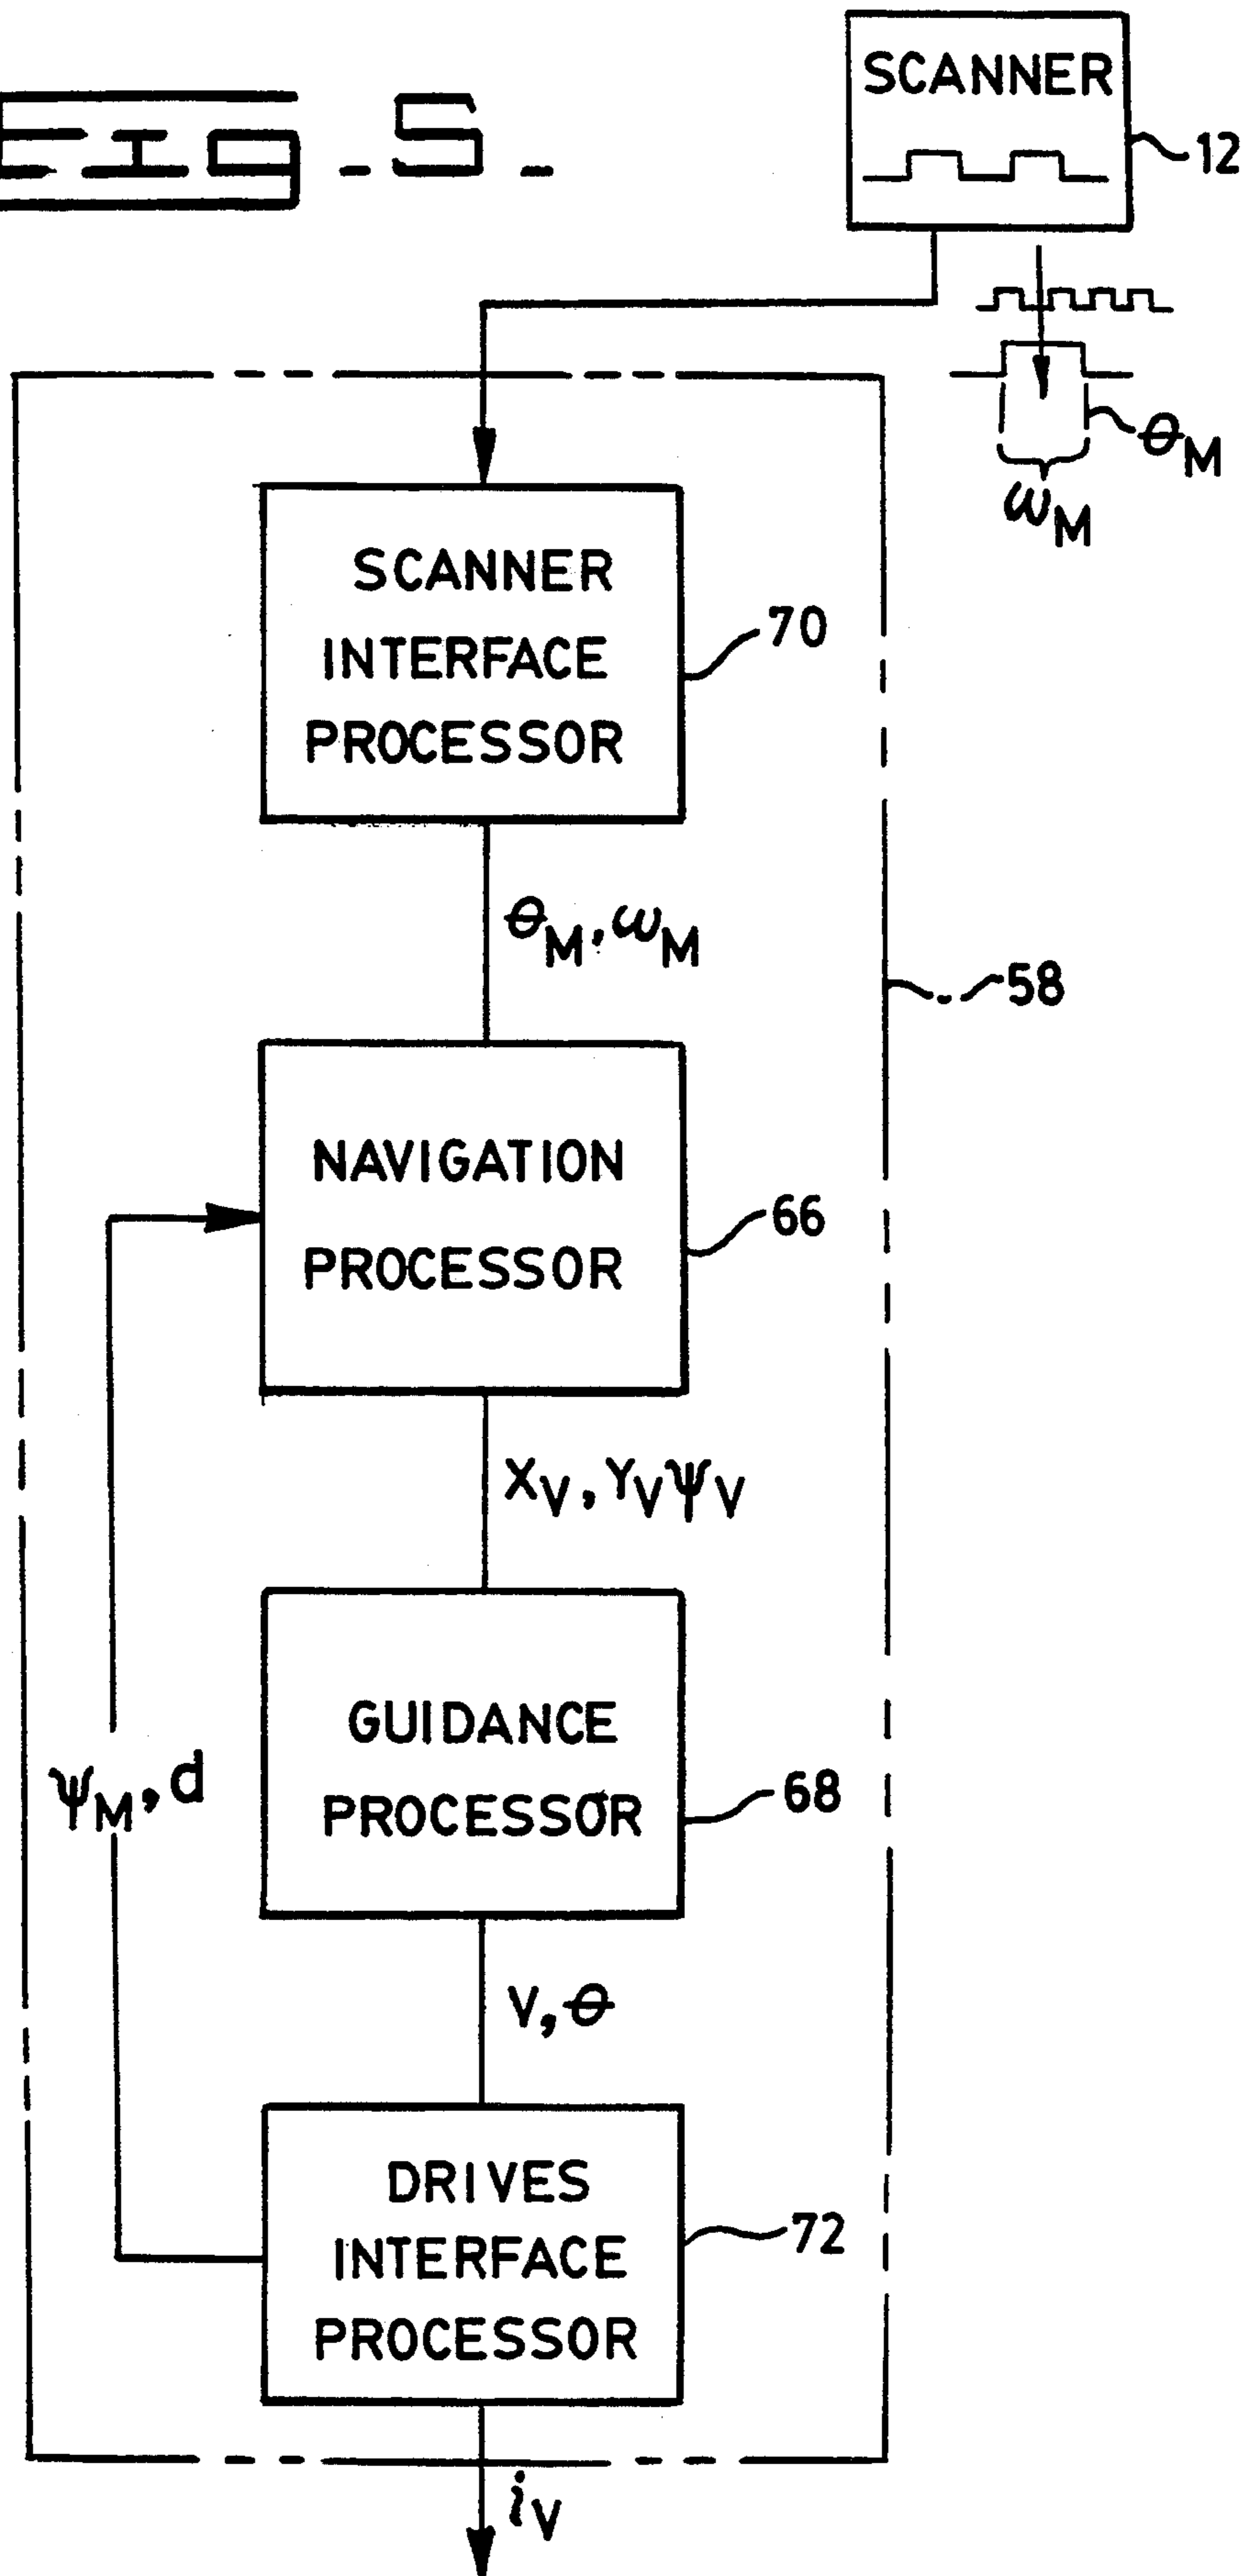 FIG. 5.
SCANNER
12
θM
ωM
SCANNER
INTERFACE
PROCESSOR
70
θM, ωM
58
NAVIGATION
PROCESSOR
66
XV, YVψV
GUIDANCE
PROCESSOR
68
ψM, d
V, θ
DRIVES
INTERFACE
PROCESSOR
72
iV